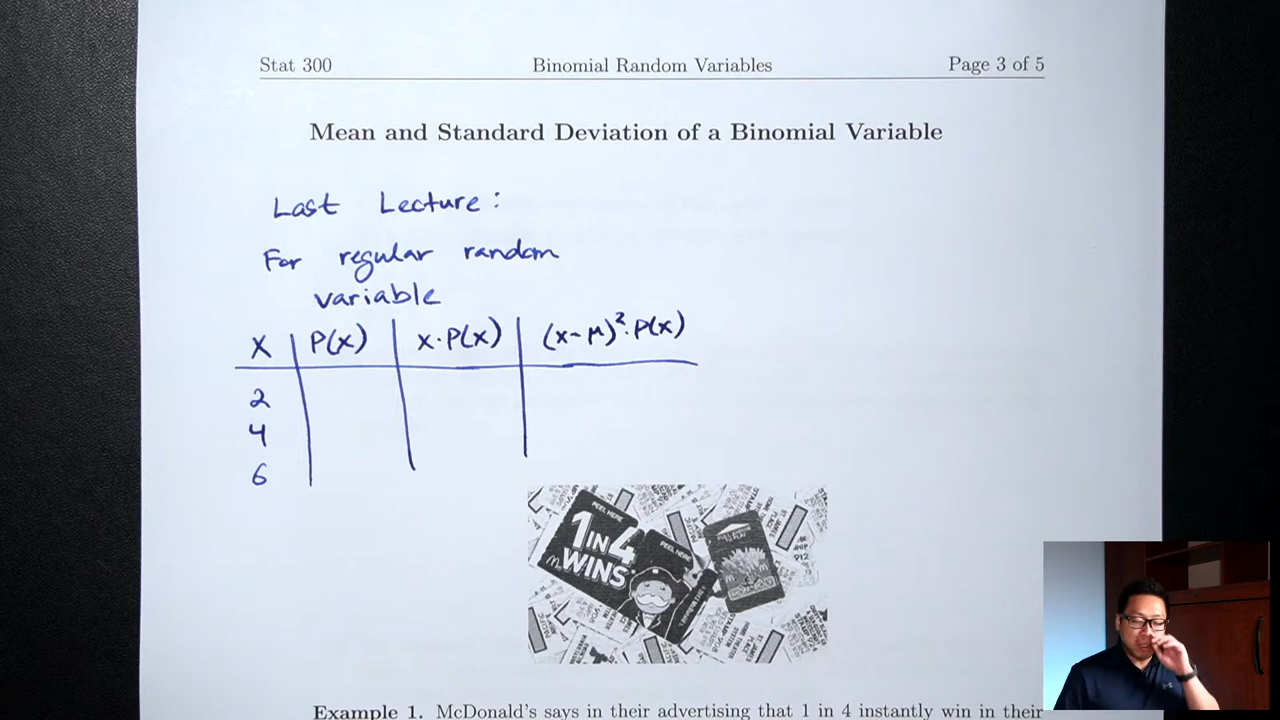 Stat 300 Binomial Random Variables Page 3 of 5
Mean and Standard Deviation of a Binomial Variable
Last Lecture:
For regular random
variable
x P(x) x·P(x) (x-μ)²·P(x)
2
4
6
PEEL HERE
1 IN 4
WINS
PEEL HERE
Example 1. McDonald's says in their advertising that 1 in 4 instantly win in their